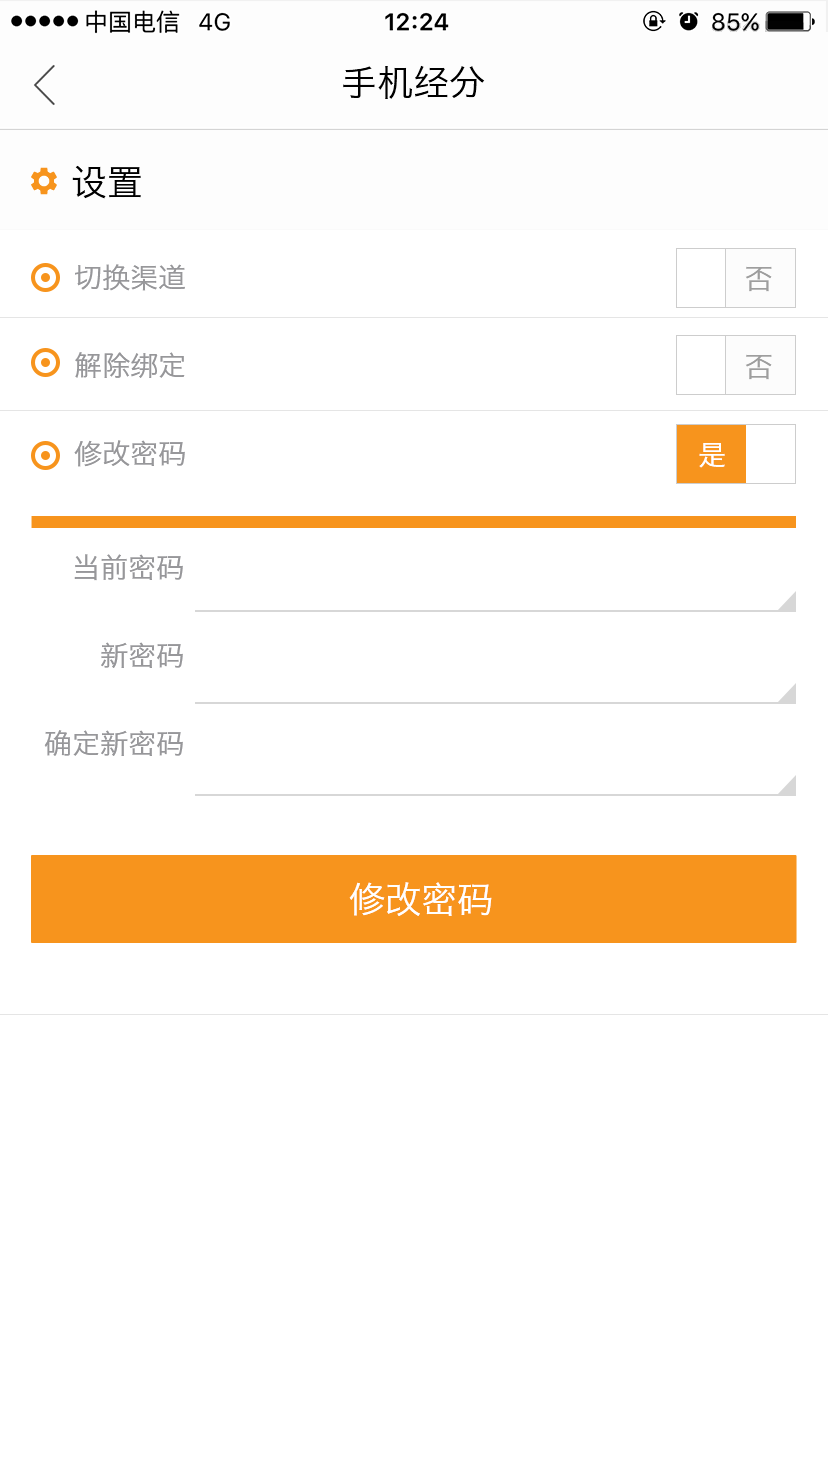 中国电信 4G 12:24 85%
手机经分
设置
切换渠道 否
解除绑定 否
修改密码 是
当前密码
新密码
确定新密码
修改密码